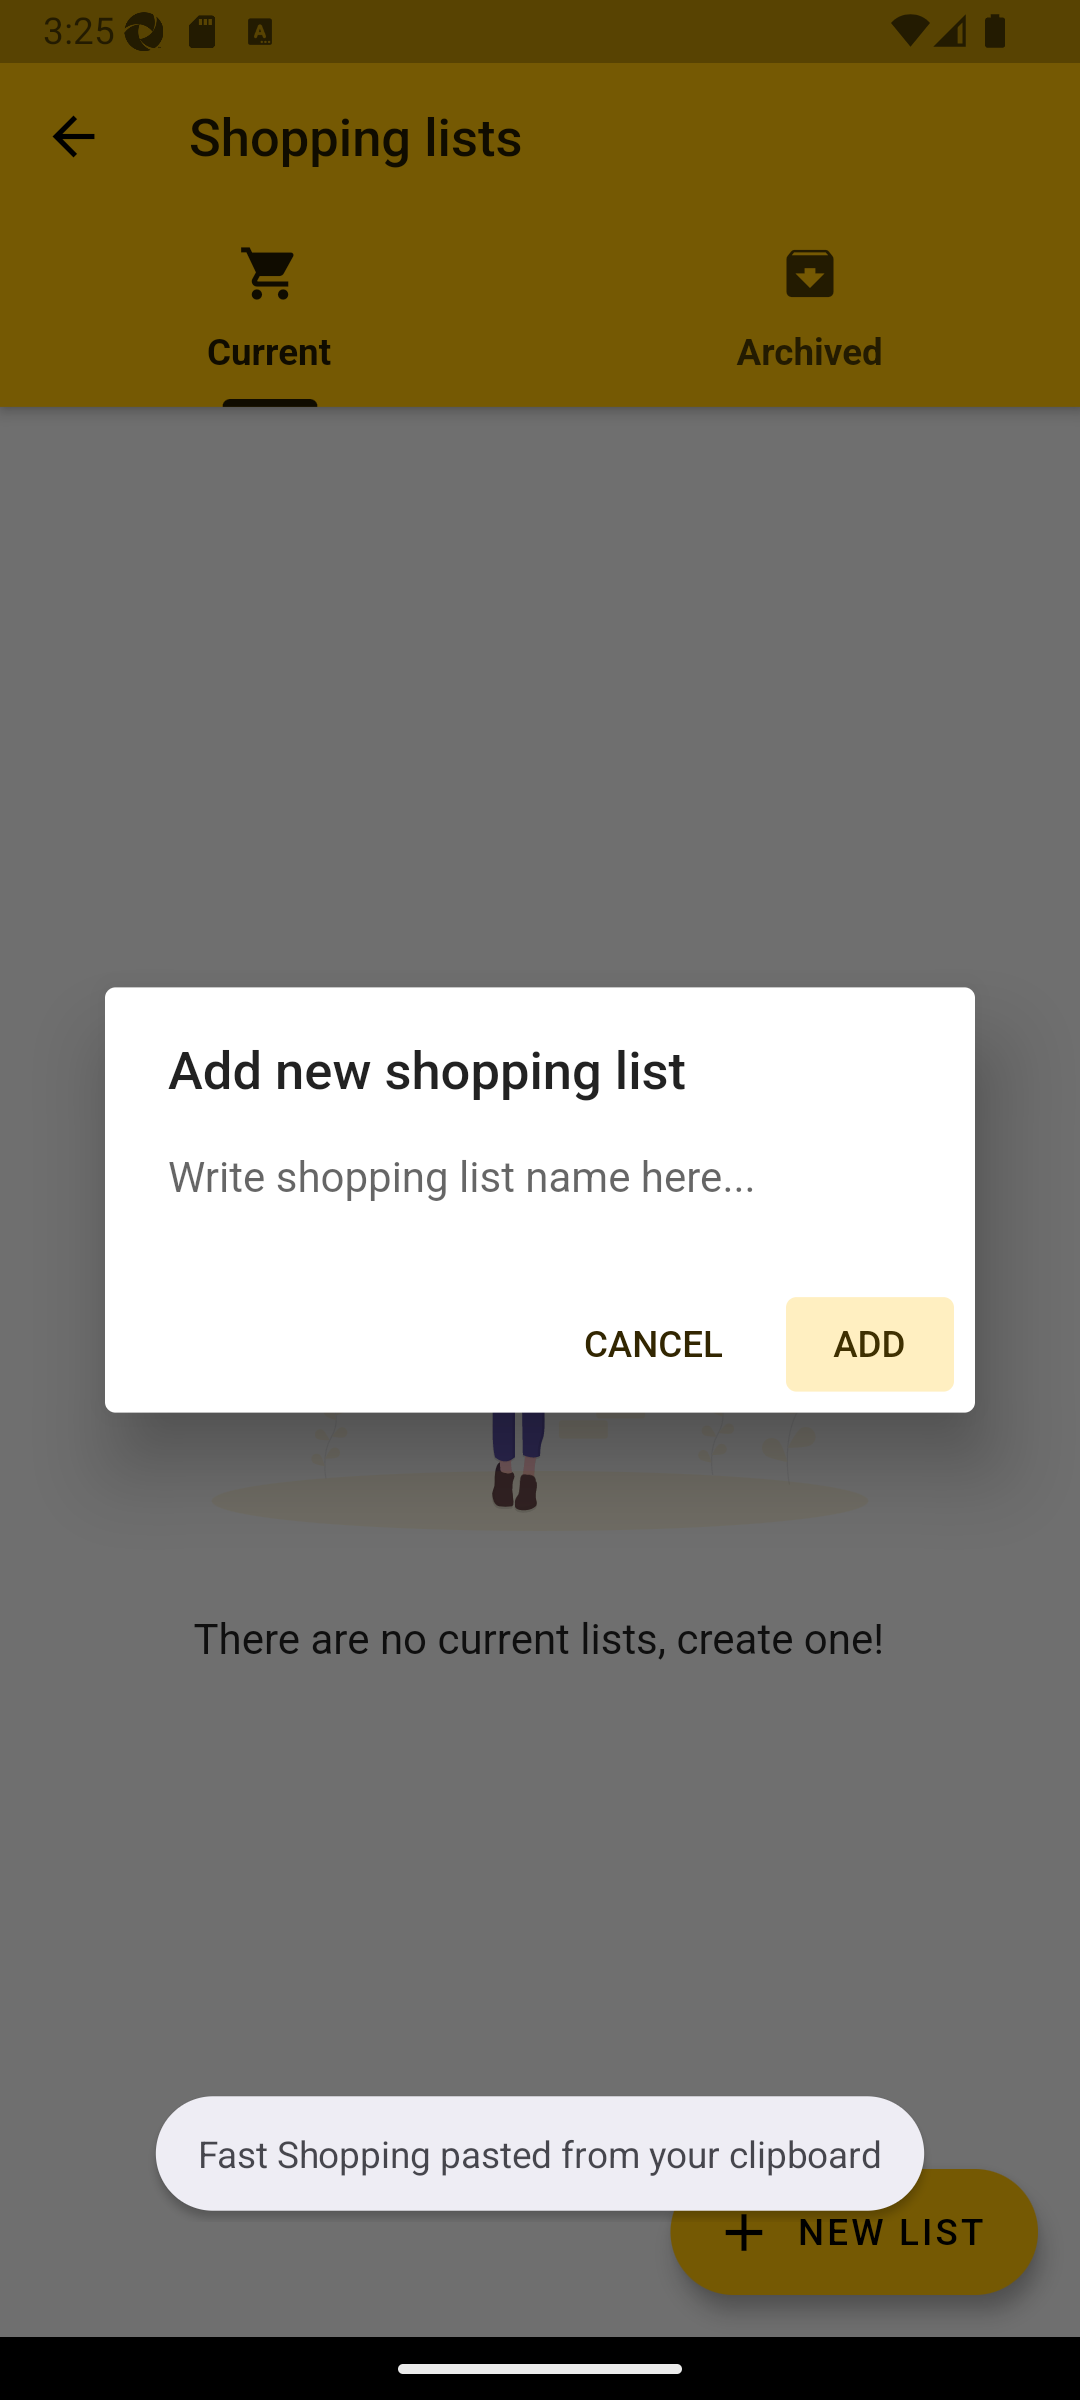 3:25
Shopping lists
Current
Archived
Add new shopping list
Write shopping list name here...
CANCEL
ADD
There are no current lists, create one!
Fast Shopping pasted from your clipboard
NEW LIST